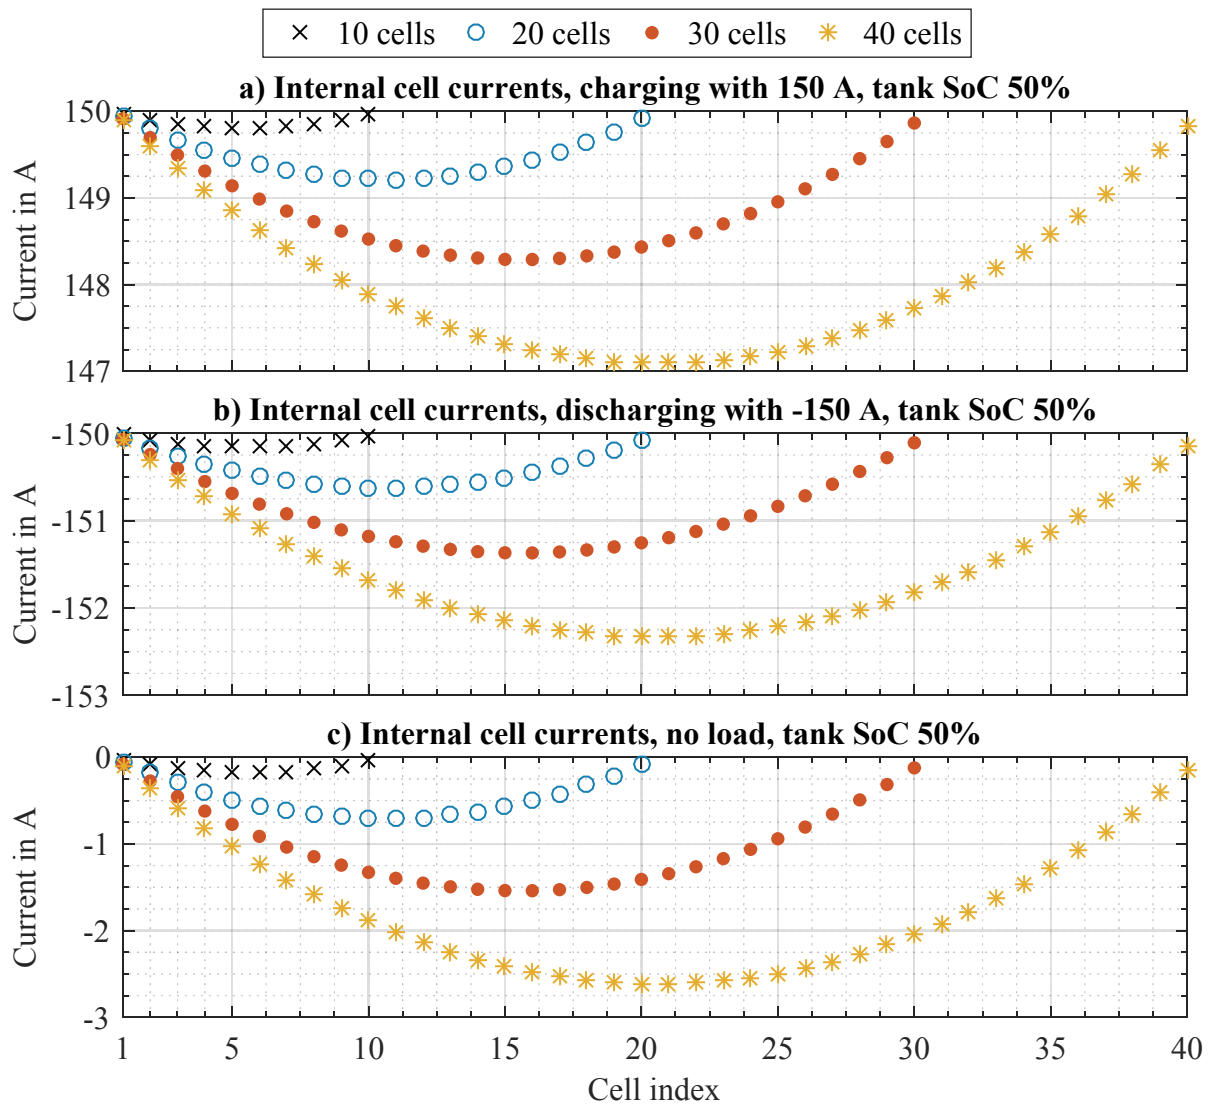 10 cells 20 cells 30 cells 40 cells
a) Internal cell currents, charging with 150 A, tank SoC 50%
150
149
148
147
Current in A
b) Internal cell currents, discharging with -150 A, tank SoC 50%
-150
-151
-152
-153
Current in A
c) Internal cell currents, no load, tank SoC 50%
0
-1
-2
-3
Current in A
1 5 10 15 20 25 30 35 40
Cell index